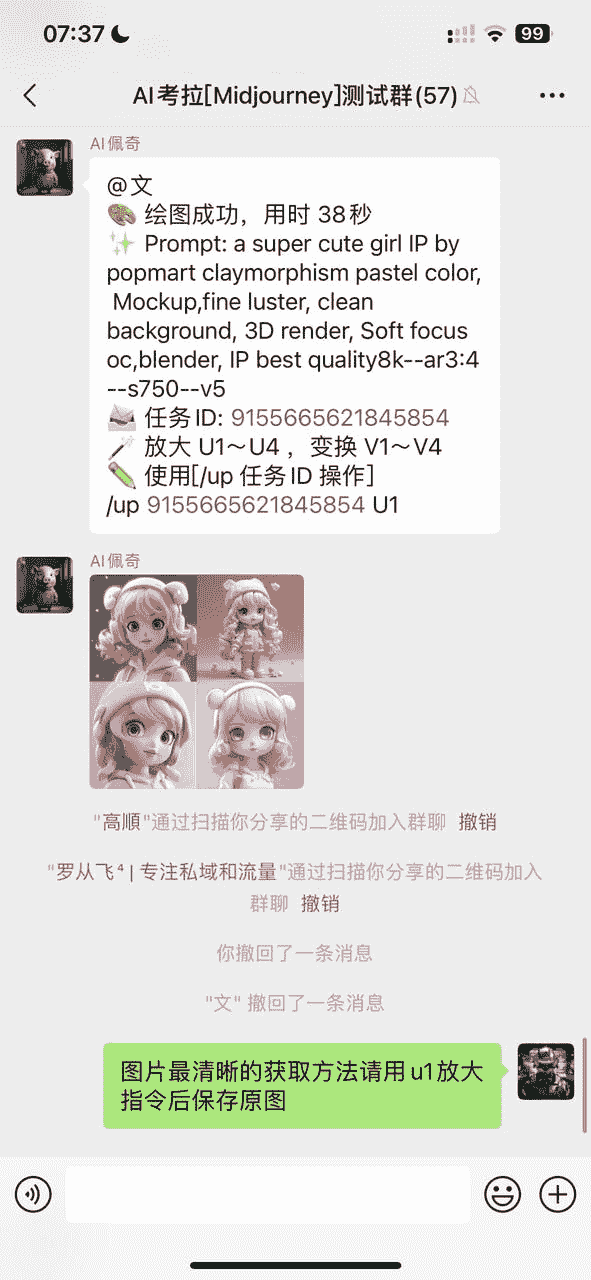 07:37
99
AI考拉[Midjourney]测试群(57)
AI佩奇
@文
绘图成功，用时 38秒
Prompt: a super cute girl IP by
popmart claymorphism pastel color,
Mockup,fine luster, clean
background, 3D render, Soft focus
oc,blender, IP best quality8k--ar3:4
--s750--v5
任务ID: 9155665621845854
放大 U1～U4 ，变换 V1～V4
使用[/up 任务ID 操作]
/up 9155665621845854 U1
AI佩奇
"高顺"通过扫描你分享的二维码加入群聊 撤销
"罗从飞⁴ | 专注私域和流量"通过扫描你分享的二维码加入
群聊 撤销
你撤回了一条消息
"文" 撤回了一条消息
图片最清晰的获取方法请用u1放大
指令后保存原图